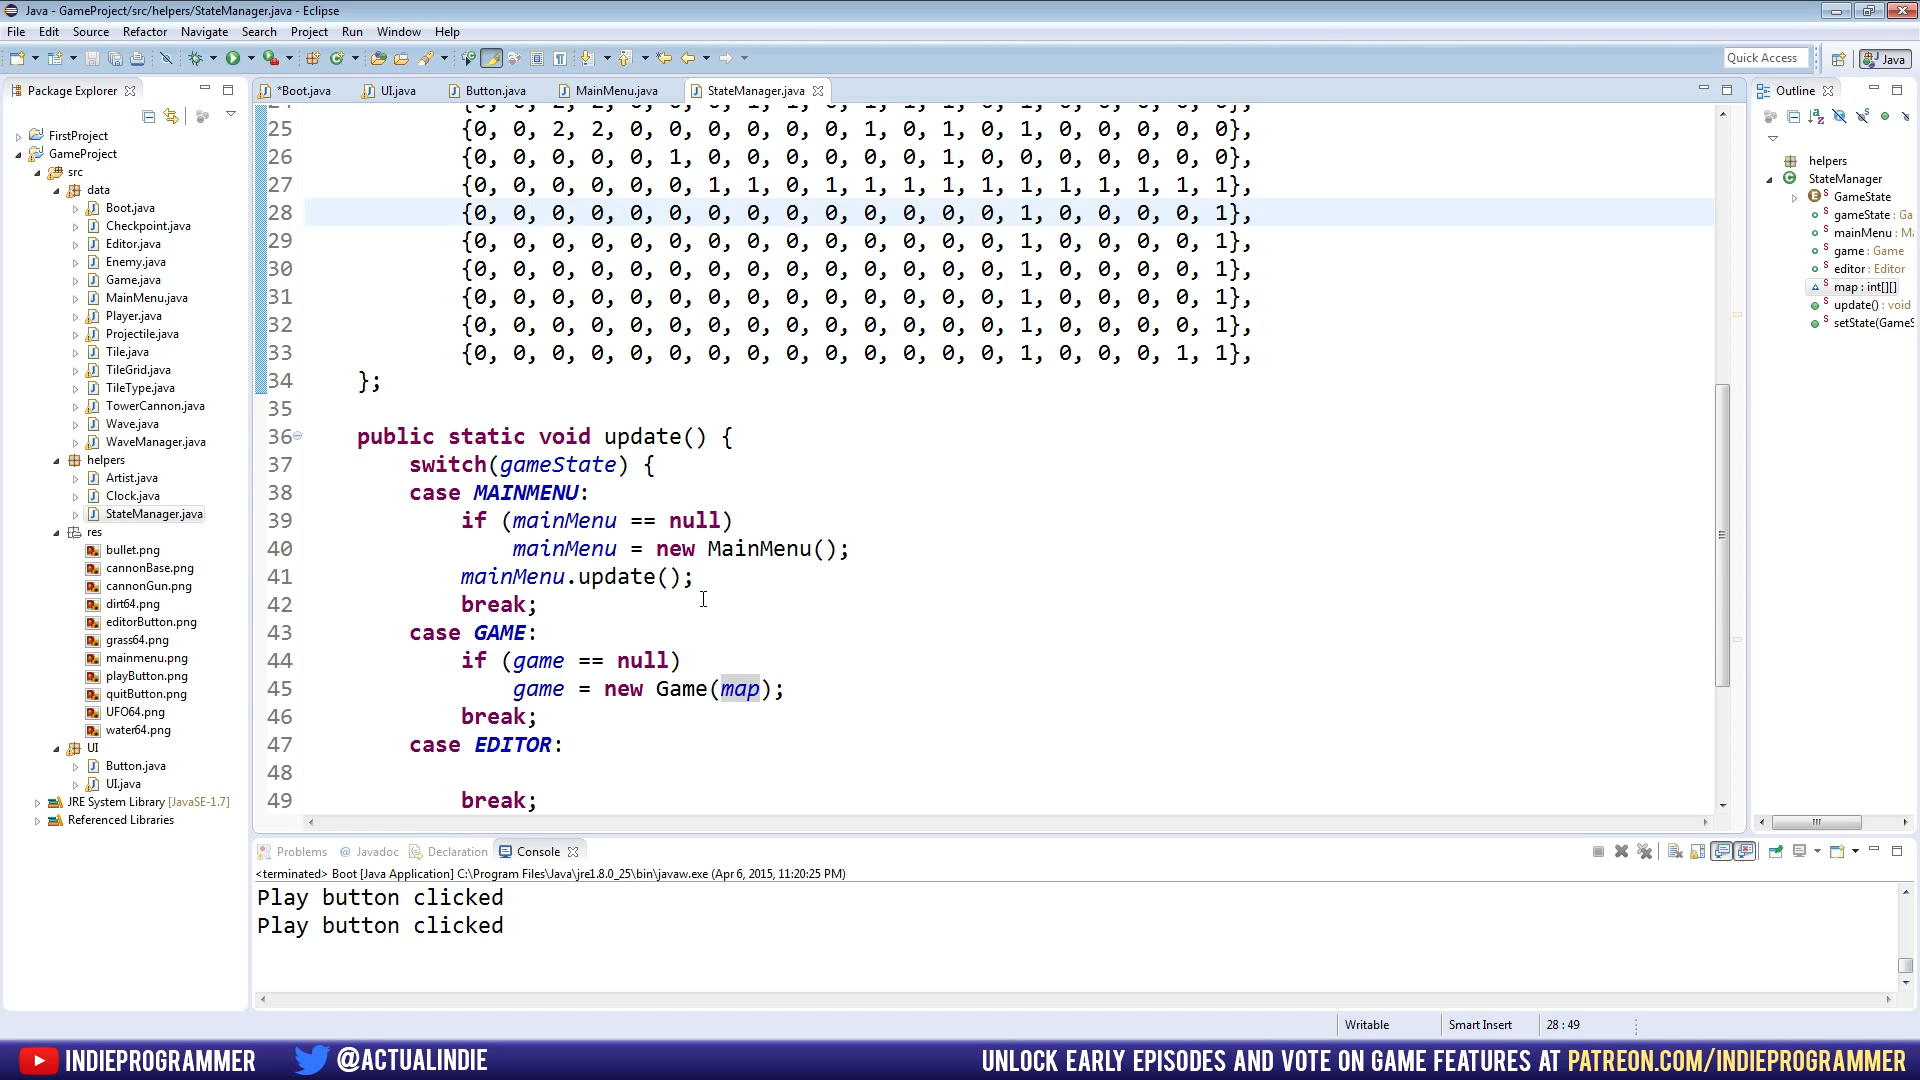 Java - GameProject/src/helpers/StateManager.java - Eclipse
File Edit Source Refactor Navigate Search Project Run Window Help
Quick Access
Java
Package Explorer
FirstProject
GameProject
src
data
Boot.java
Checkpoint.java
Editor.java
Enemy.java
Game.java
MainMenu.java
Player.java
Projectile.java
Tile.java
TileGrid.java
TileType.java
TowerCannon.java
Wave.java
WaveManager.java
helpers
Artist.java
Clock.java
StateManager.java
res
bullet.png
cannonBase.png
cannonGun.png
dirt64.png
editorButton.png
grass64.png
mainmenu.png
playButton.png
quitButton.png
UFO64.png
water64.png
UI
Button.java
UI.java
JRE System Library [JavaSE-1.7]
Referenced Libraries
*Boot.java UI.java Button.java MainMenu.java StateManager.java
25 {0, 0, 2, 2, 0, 0, 0, 0, 0, 0, 1, 0, 1, 0, 1, 0, 0, 0, 0, 0},
26 {0, 0, 0, 0, 0, 1, 0, 0, 0, 0, 0, 0, 1, 0, 0, 0, 0, 0, 0, 0},
27 {0, 0, 0, 0, 0, 0, 1, 1, 0, 1, 1, 1, 1, 1, 1, 1, 1, 1, 1, 1},
28 {0, 0, 0, 0, 0, 0, 0, 0, 0, 0, 0, 0, 0, 0, 1, 0, 0, 0, 0, 1},
29 {0, 0, 0, 0, 0, 0, 0, 0, 0, 0, 0, 0, 0, 0, 1, 0, 0, 0, 0, 1},
30 {0, 0, 0, 0, 0, 0, 0, 0, 0, 0, 0, 0, 0, 0, 1, 0, 0, 0, 0, 1},
31 {0, 0, 0, 0, 0, 0, 0, 0, 0, 0, 0, 0, 0, 0, 1, 0, 0, 0, 0, 1},
32 {0, 0, 0, 0, 0, 0, 0, 0, 0, 0, 0, 0, 0, 0, 1, 0, 0, 0, 0, 1},
33 {0, 0, 0, 0, 0, 0, 0, 0, 0, 0, 0, 0, 0, 0, 1, 0, 0, 0, 1, 1},
34 };
35
36 public static void update() {
37 switch(gameState) {
38 case MAINMENU:
39 if (mainMenu == null)
40 mainMenu = new MainMenu();
41 mainMenu.update();
42 break;
43 case GAME:
44 if (game == null)
45 game = new Game(map);
46 break;
47 case EDITOR:
48
49 break;
Outline
helpers
StateManager
GameState
gameState : Ga
mainMenu : Ma
game : Game
editor : Editor
map : int[][]
update() : void
setState(GameS
Problems @ Javadoc Declaration Console
<terminated> Boot [Java Application] C:\Program Files\Java\jre1.8.0_25\bin\javaw.exe (Apr 6, 2015, 11:20:25 PM)
Play button clicked
Play button clicked
Writable Smart Insert 28 : 49
INDIEPROGRAMMER @ACTUALINDIE UNLOCK EARLY EPISODES AND VOTE ON GAME FEATURES AT PATREON.COM/INDIEPROGRAMMER